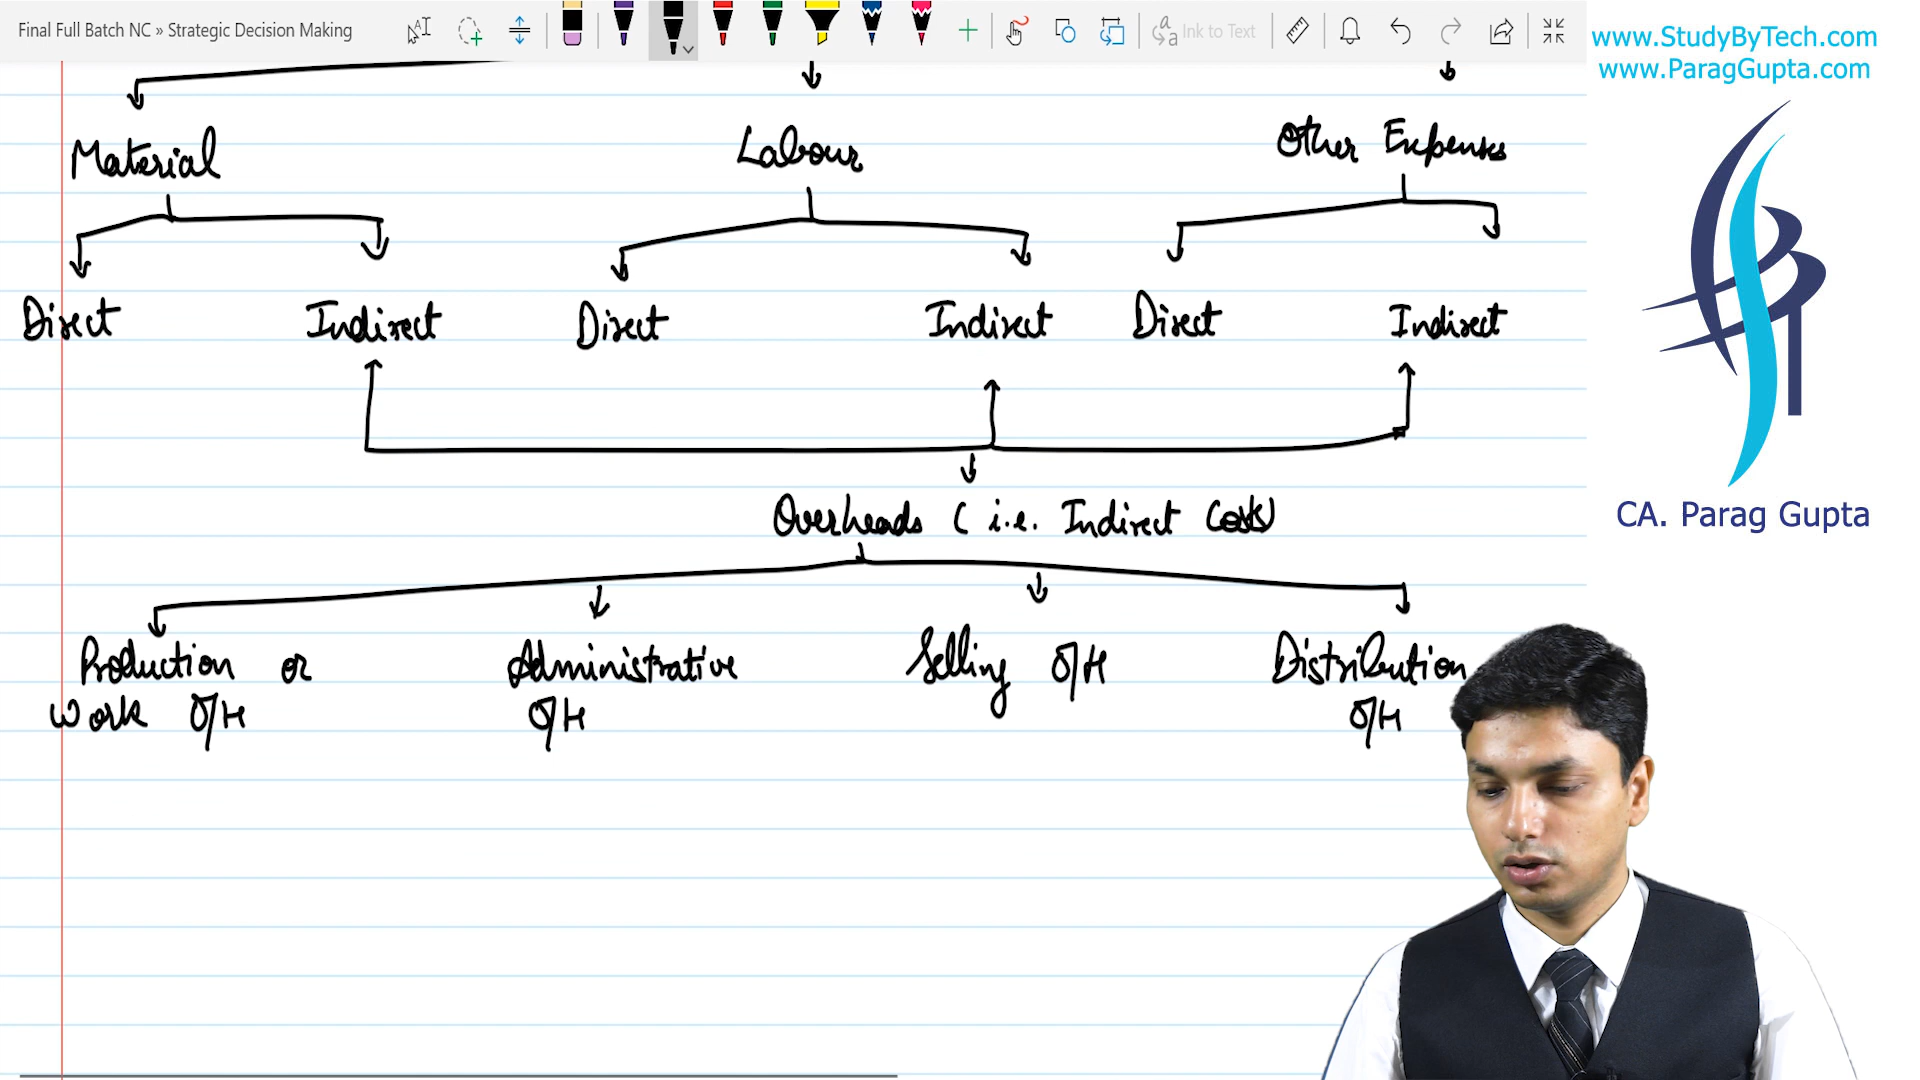 Final Full Batch NC » Strategic Decision Making
Ink to Text
www.StudyByTech.com
www.ParagGupta.com
Material
Labour
Other Expenses
Direct Indirect Direct Indirect Direct Indirect
Overheads ( i.e. Indirect Costs)
Production or Administrative Selling O/H Distribution
Work O/H O/H O/H
CA. Parag Gupta